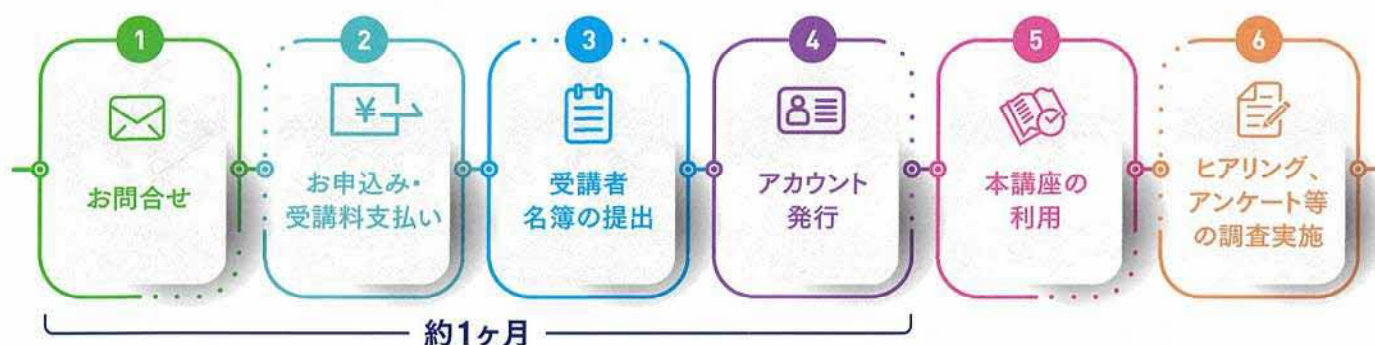 1
お問合せ
2
¥
お申込み・
受講料支払い
3
受講者
名簿の提出
4
アカウント
発行
5
本講座の
利用
6
ヒアリング、
アンケート等
の調査実施
約1ヶ月